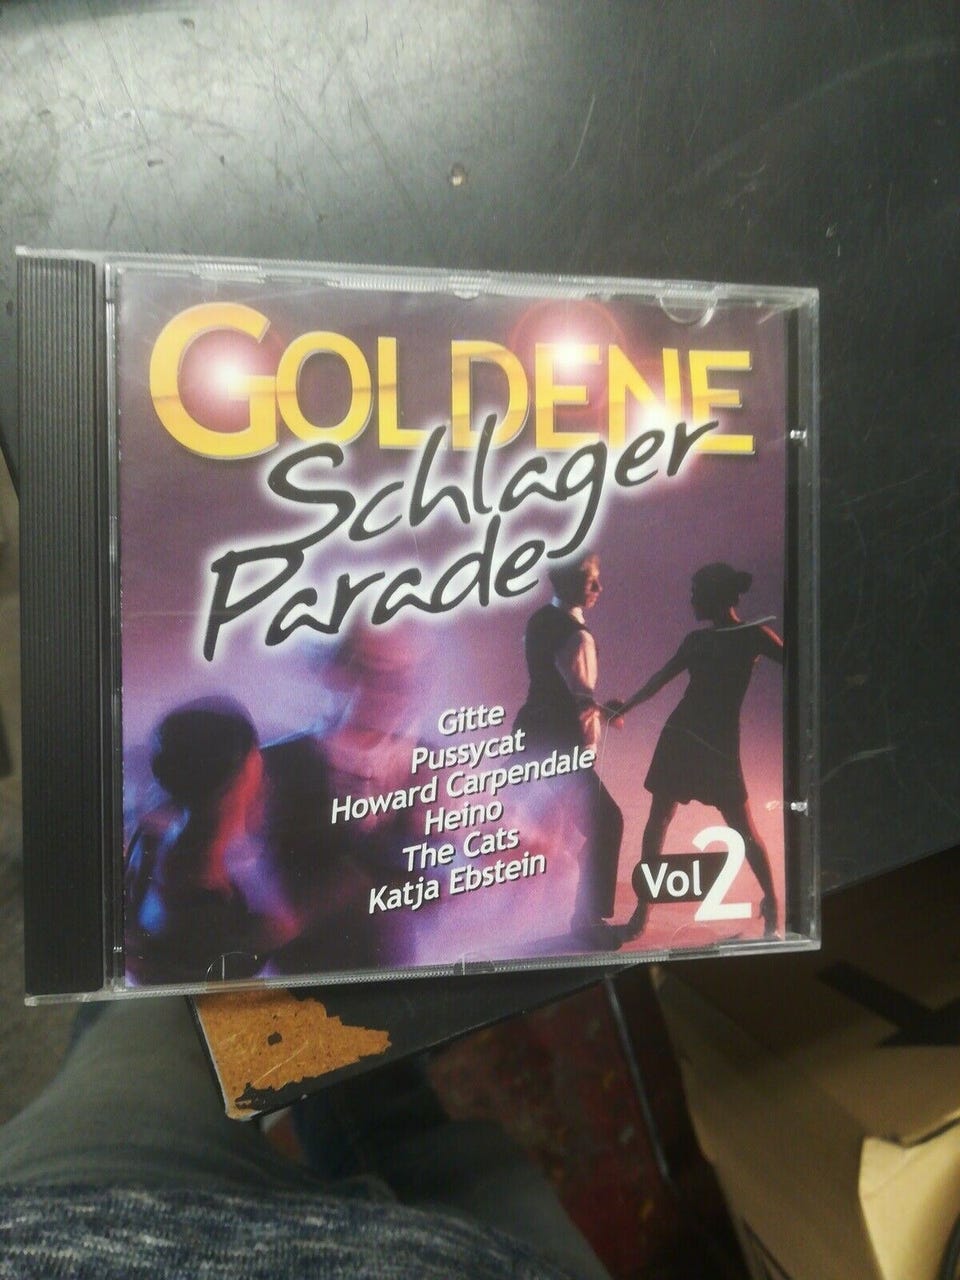 GOLDENE
Schlager
Parade
Gitte
Pussycat
Howard Carpendale
Heino
The Cats
Katja Ebstein
Vol 2